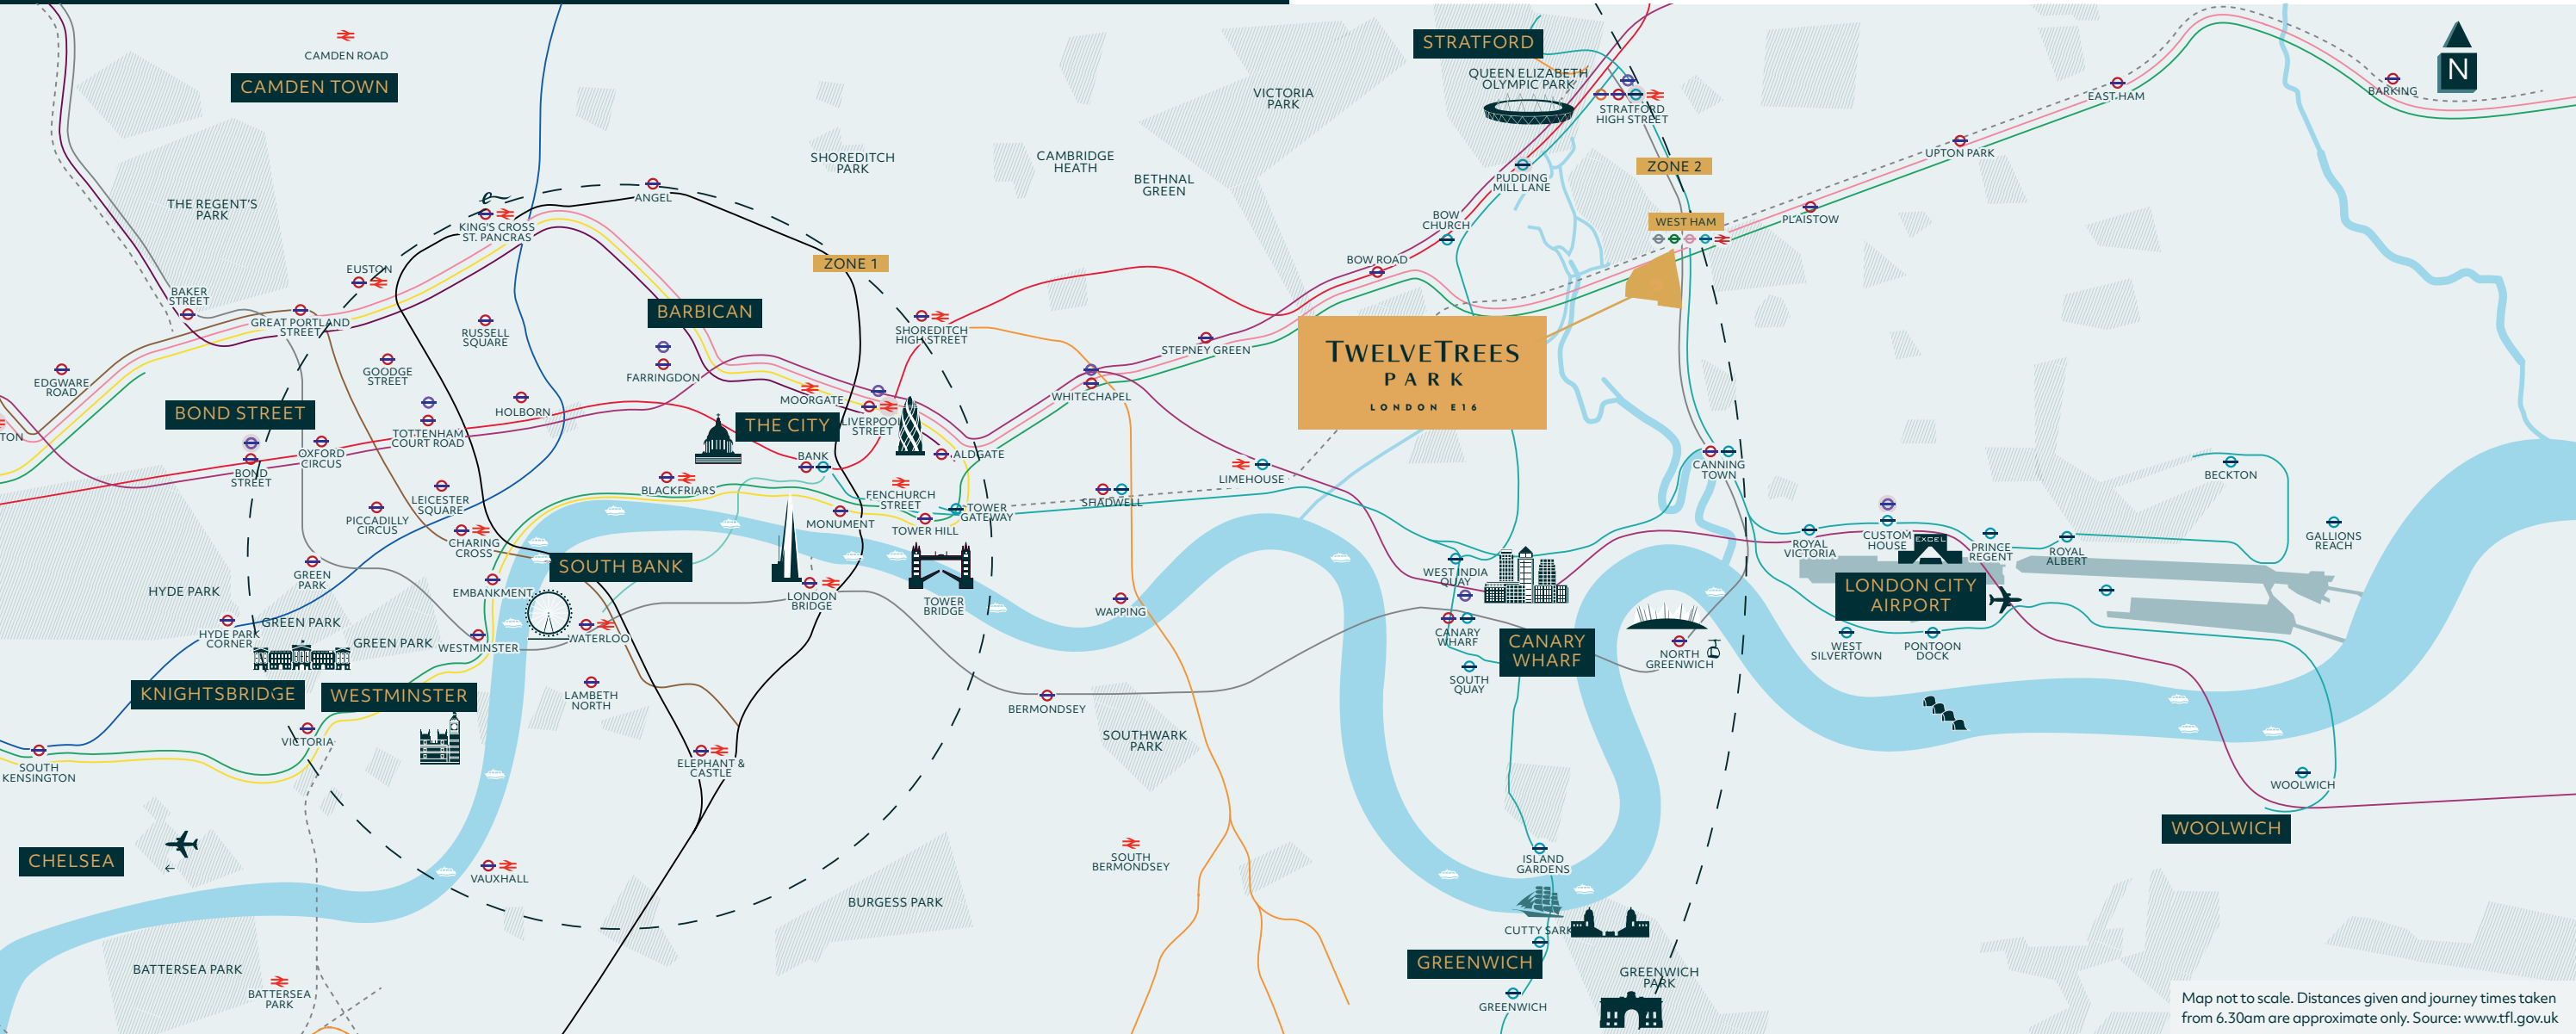 CAMDEN ROAD
CAMDEN TOWN
STRATFORD
QUEEN ELIZABETH
OLYMPIC PARK
STRATFORD
HIGH STREET
VICTORIA
PARK
N
BARKING
EAST HAM
UPTON PARK
PLAISTOW
ZONE 2
WEST HAM
PUDDING
MILL LANE
BOW
CHURCH
BOW ROAD
SHOREDITCH
PARK
CAMBRIDGE
HEATH
BETHNAL
GREEN
THE REGENT'S
PARK
ANGEL
KING'S CROSS
ST. PANCRAS
EUSTON
ZONE 1
BAKER
STREET
GREAT PORTLAND
STREET
RUSSELL
SQUARE
BARBICAN
SHOREDITCH
HIGH STREET
STEPNEY GREEN
TWELVETREES
PARK
LONDON E16
EDGWARE
ROAD
GOODGE
STREET
FARRINGDON
MOORGATE
WHITECHAPEL
BOND STREET
HOLBORN
TOTTENHAM
COURT ROAD
THE CITY
LIVERPOOL
STREET
TON
OXFORD
CIRCUS
BOND
STREET
BANK
ALDGATE
LIMEHOUSE
CANNING
TOWN
BECKTON
LEICESTER
SQUARE
BLACKFRIARS
FENCHURCH
STREET
SHADWELL
PICCADILLY
CIRCUS
MONUMENT
TOWER HILL
TOWER
GATEWAY
CHARING
CROSS
ROYAL
VICTORIA
CUSTOM
HOUSE
EXCEL
PRINCE
REGENT
ROYAL
ALBERT
GALLIONS
REACH
SOUTH BANK
GREEN
PARK
HYDE PARK
EMBANKMENT
LONDON
BRIDGE
TOWER
BRIDGE
WAPPING
WEST INDIA
QUAY
LONDON CITY
AIRPORT
HYDE PARK
CORNER
GREEN PARK
GREEN PARK
WESTMINSTER
WATERLOO
CANARY
WHARF
CANARY
WHARF
NORTH
GREENWICH
WEST
SILVERTOWN
PONTOON
DOCK
SOUTH
QUAY
KNIGHTSBRIDGE
WESTMINSTER
LAMBETH
NORTH
BERMONDSEY
VICTORIA
SOUTHWARK
PARK
SOUTH
KENSINGTON
ELEPHANT &
CASTLE
WOOLWICH
WOOLWICH
CHELSEA
VAUXHALL
SOUTH
BERMONDSEY
ISLAND
GARDENS
BURGESS PARK
CUTTY SARK
GREENWICH
GREENWICH
PARK
BATTERSEA PARK
BATTERSEA
PARK
GREENWICH
Map not to scale. Distances given and journey times taken
from 6.30am are approximate only. Source: www.tfl.gov.uk